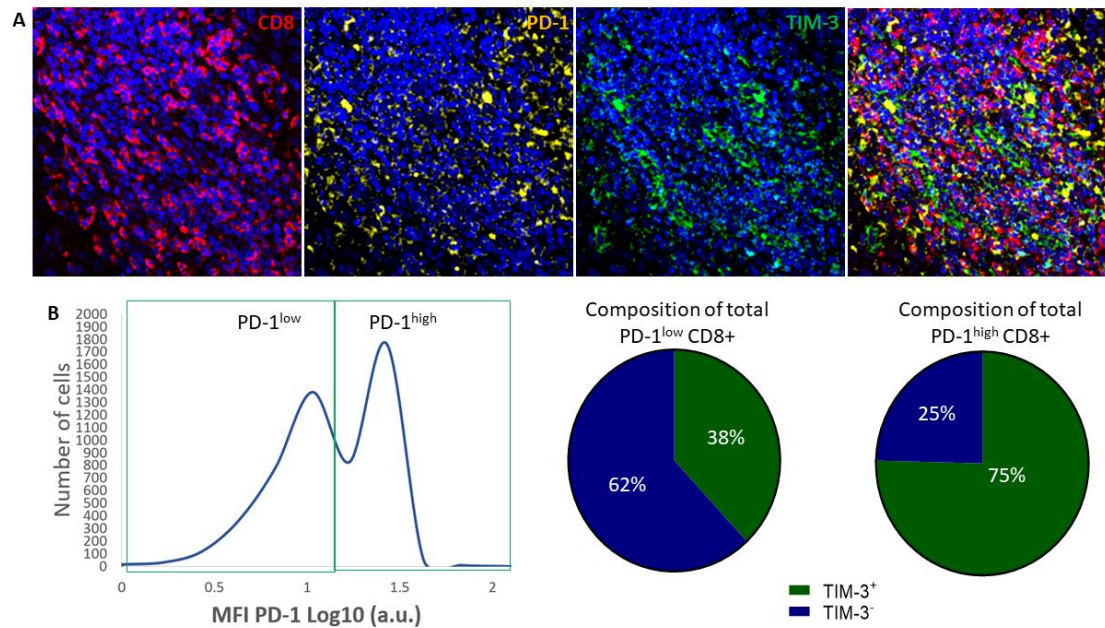 A
CD8
PD-1
TIM-3
B
PD-1low
PD-1high
2000
1900
1800
1700
1600
1500
1400
1300
1200
1100
1000
900
800
700
600
500
400
300
200
100
0
Number of cells
0
0.5
1
1.5
2
MFI PD-1 Log10 (a.u.)
Composition of total
PD-1low CD8+
38%
62%
Composition of total
PD-1high CD8+
25%
75%
TIM-3+
TIM-3-